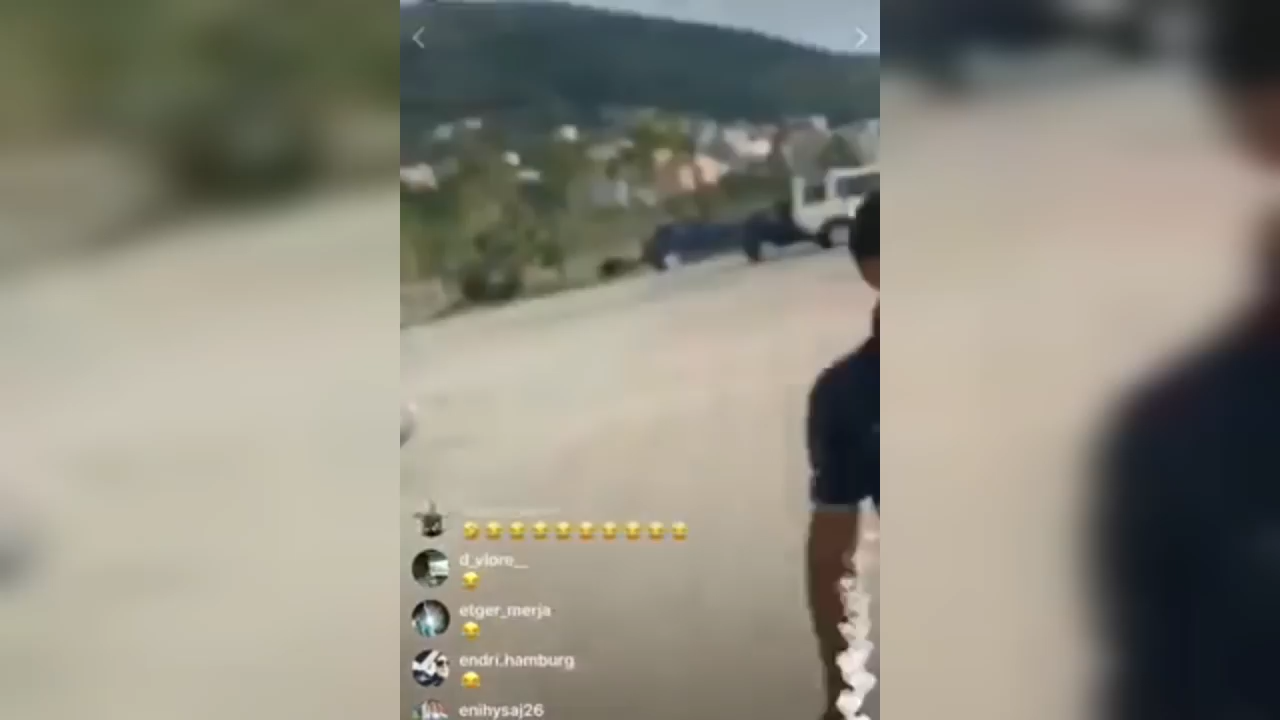 😂😂😂😂😂😂😂😂😂😂
d_vlore__
😂
etger_merja
😂
endri.hamburg
😂
enihysaj26